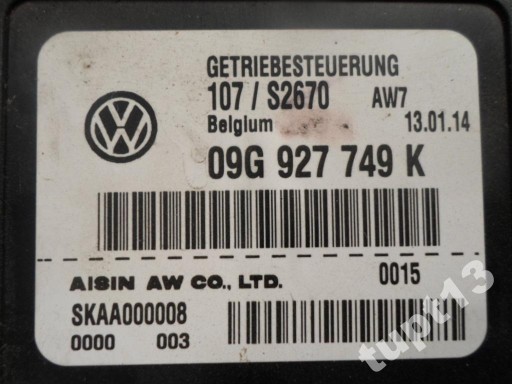 GETRIEBESTEUERUNG
107 / S2670 AW7
Belgium 13.01.14
09G 927 749 K
AISIN AW CO., LTD. 0015
SKAA000008
0000 003
tupt13